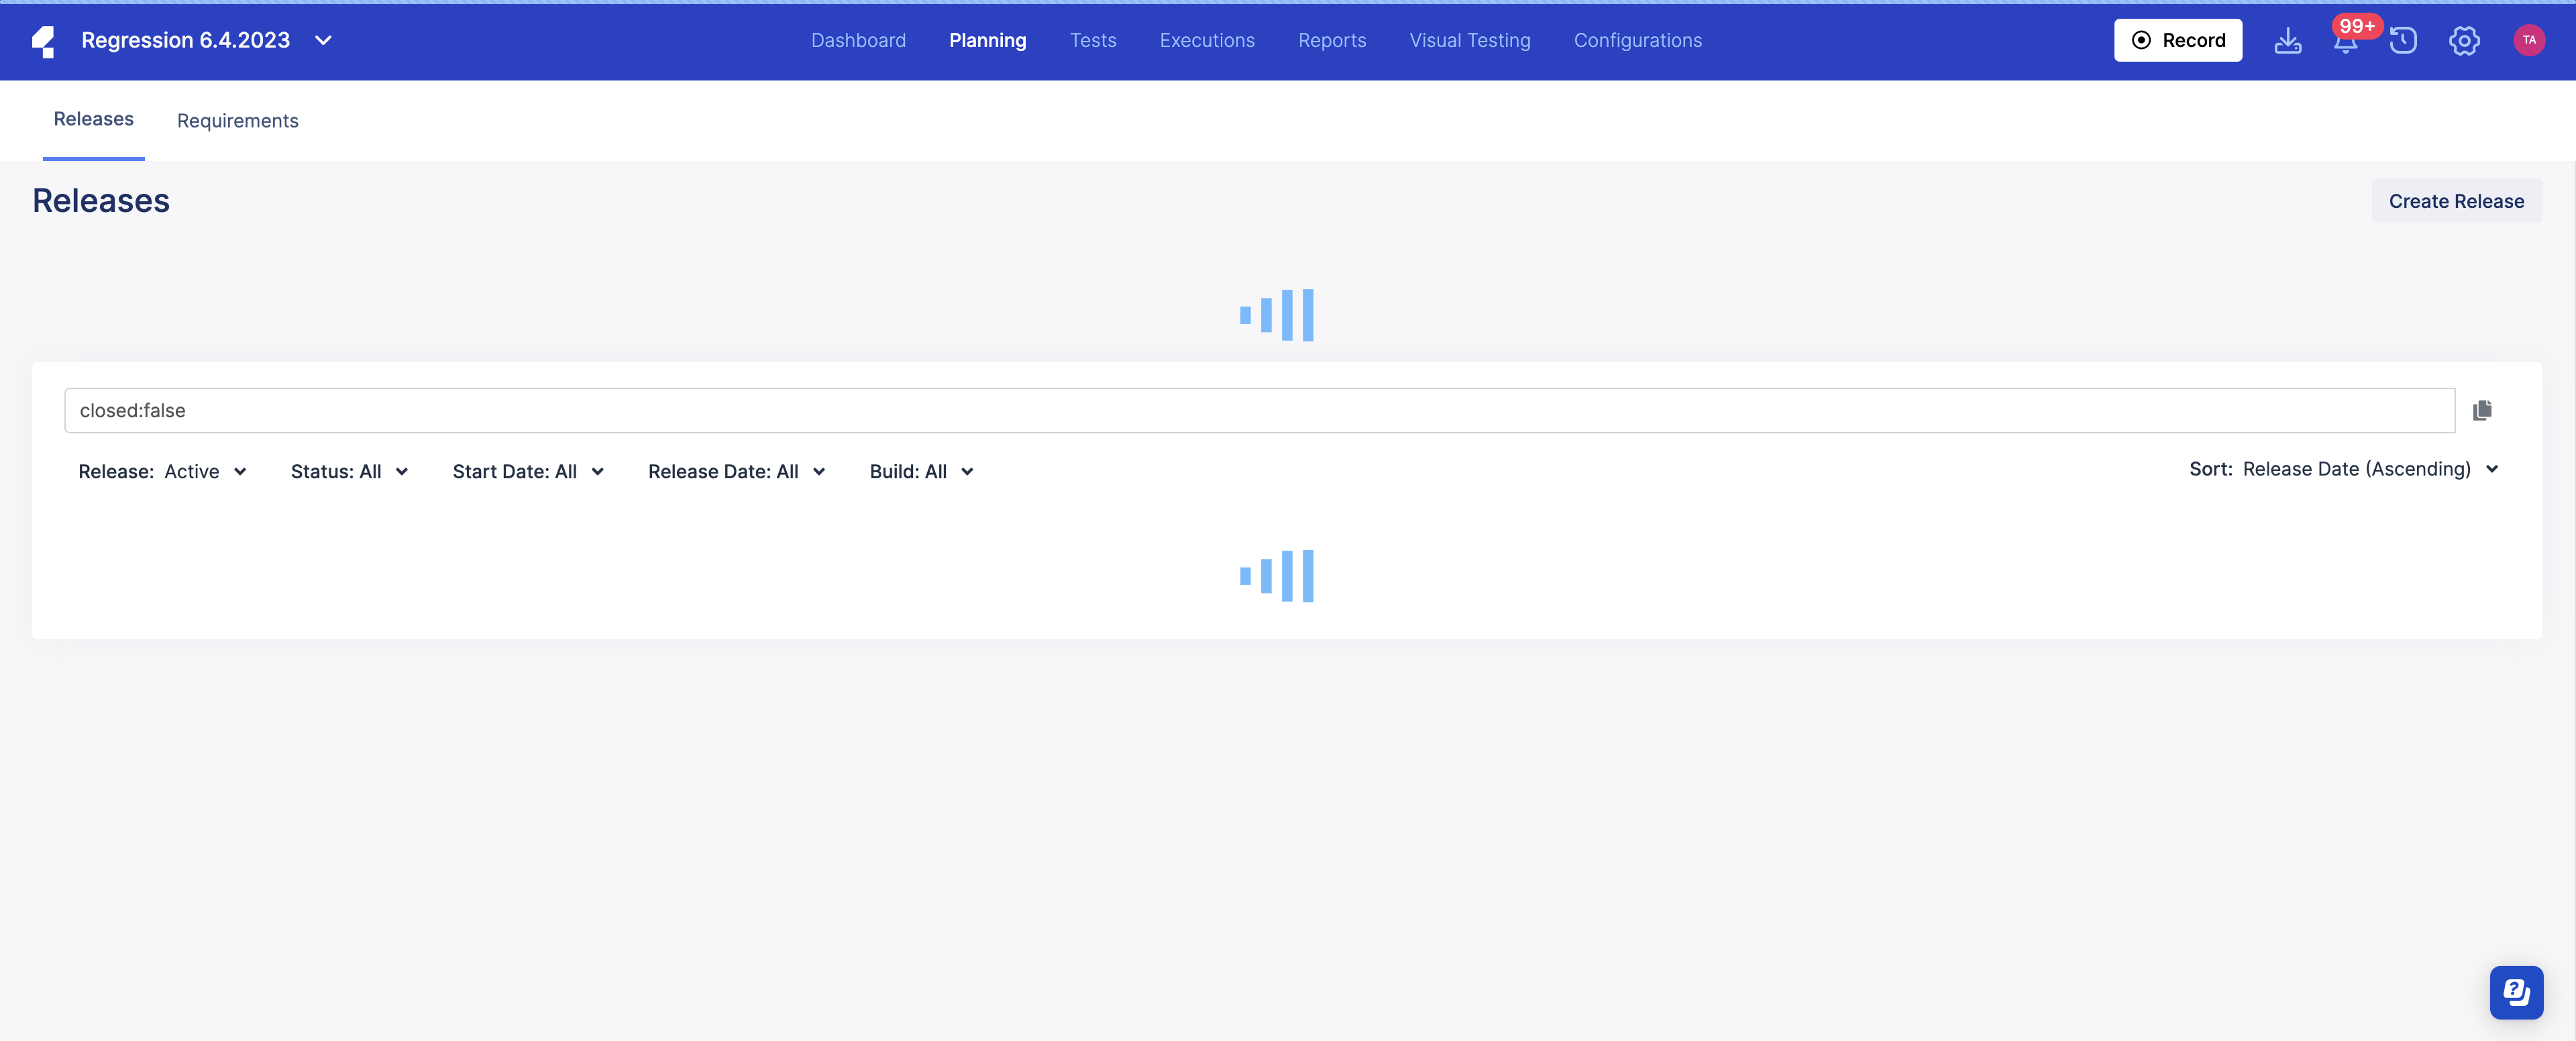 Regression 6.4.2023
Dashboard Planning Tests Executions Reports Visual Testing Configurations
Record
99+
TA
Releases Requirements
Releases
Create Release
closed:false
Release: Active Status: All Start Date: All Release Date: All Build: All
Sort: Release Date (Ascending)
?